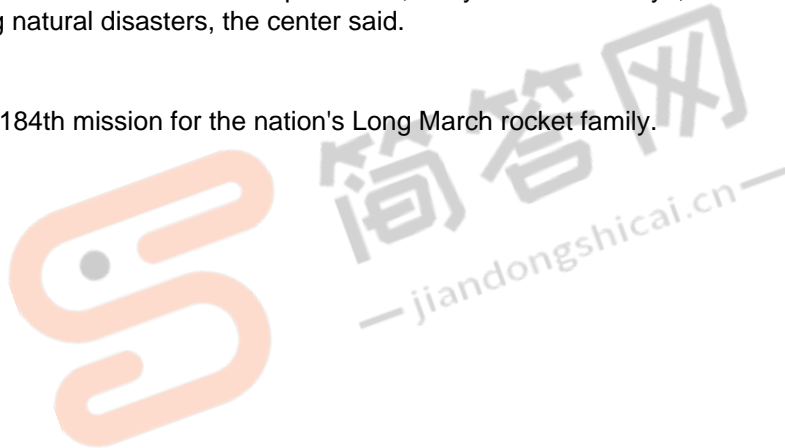 g natural disasters, the center said.
184th mission for the nation's Long March rocket family.
简答网
jiandongshicai.cn